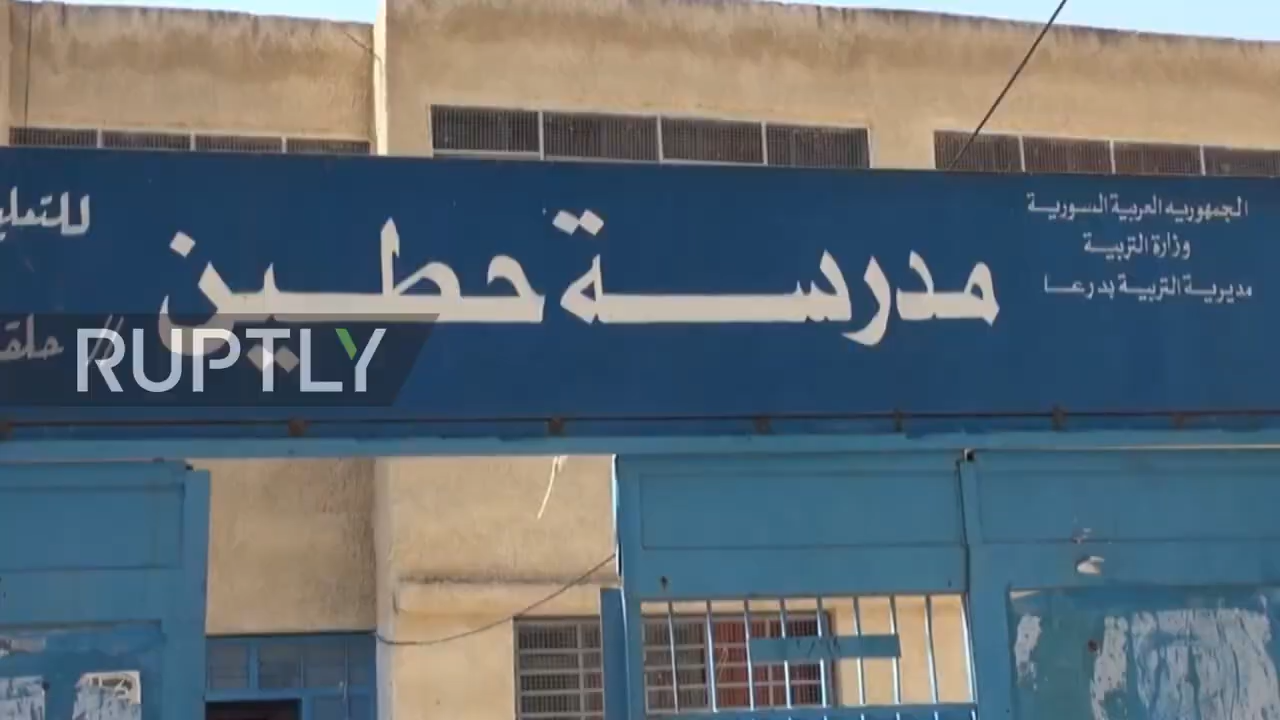 الجمهوريه العربية السورية
وزارة التربية
مديرية التربية بدرعا
مدرسة حطين
RUPTLY